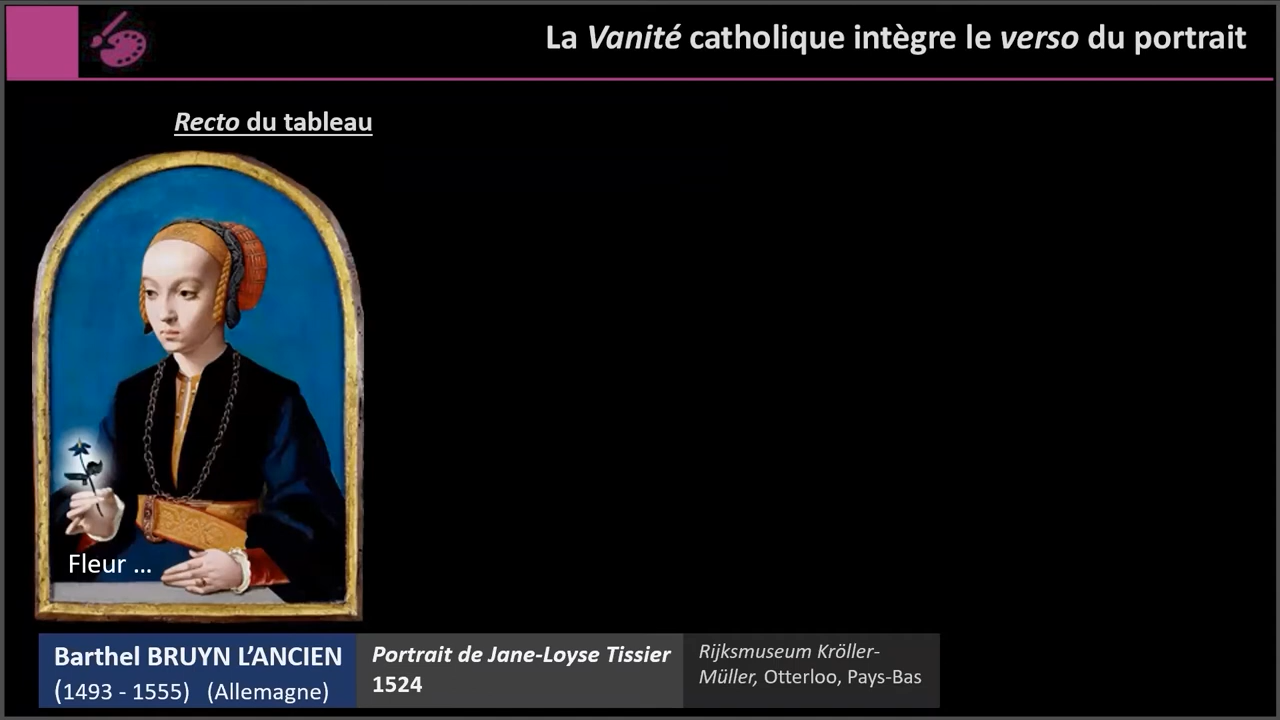 La Vanité catholique intègre le verso du portrait
Recto du tableau
Fleur ...
Barthel BRUYN L’ANCIEN
(1493 - 1555) (Allemagne)
Portrait de Jane-Loyse Tissier
1524
Rijksmuseum Kröller-
Müller, Otterloo, Pays-Bas